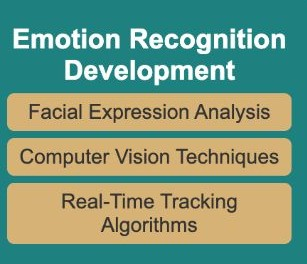 Emotion Recognition
Development
Facial Expression Analysis
Computer Vision Techniques
Real-Time Tracking
Algorithms